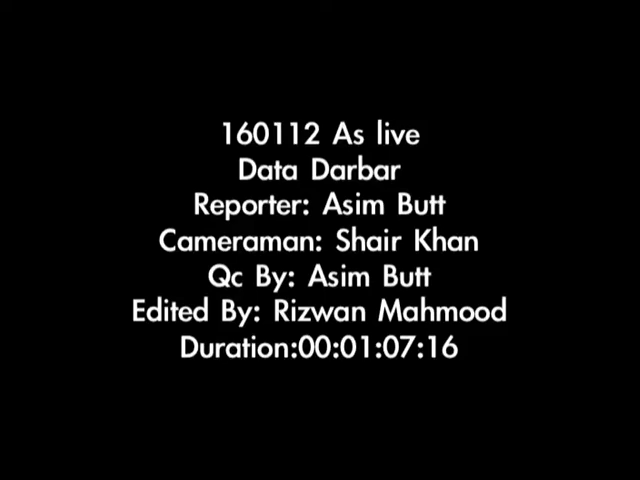 160112 As live
Data Darbar
Reporter: Asim Butt
Cameraman: Shair Khan
Qc By: Asim Butt
Edited By: Rizwan Mahmood
Duration:00:01:07:16